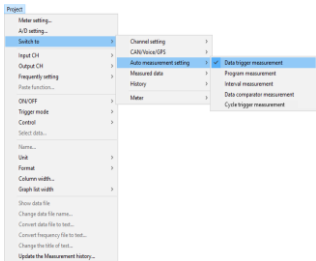 Project
Meter setting...
A/D setting...
Switch to
Input CH
Output CH
Frequently setting
Paste function...
ON/OFF
Trigger mode
Control
Select data...
Name...
Unit
Format
Column width...
Graph list width
Show data file
Change data file name...
Convert data file to text...
Convert frequency file to text...
Change the title of test...
Update the Measurement history...
Channel setting
CAN/Voice/GPS
Auto measurement setting
Measured data
History
Meter
Data trigger measurement
Program measurement
Interval measurement
Data comparator measurement
Cycle trigger measurement